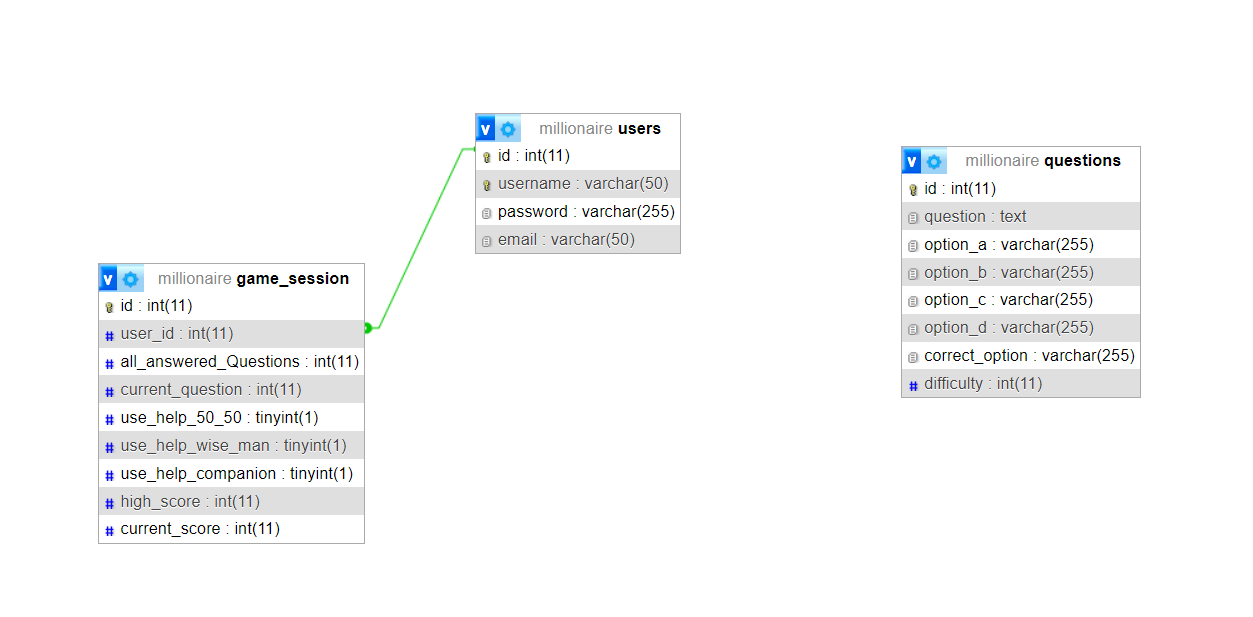 v millionaire users
id : int(11)
username : varchar(50)
password : varchar(255)
email : varchar(50)
v millionaire questions
id : int(11)
question : text
option_a : varchar(255)
option_b : varchar(255)
option_c : varchar(255)
option_d : varchar(255)
correct_option : varchar(255)
# difficulty : int(11)
v millionaire game_session
id : int(11)
# user_id : int(11)
# all_answered_Questions : int(11)
# current_question : int(11)
# use_help_50_50 : tinyint(1)
# use_help_wise_man : tinyint(1)
# use_help_companion : tinyint(1)
# high_score : int(11)
# current_score : int(11)